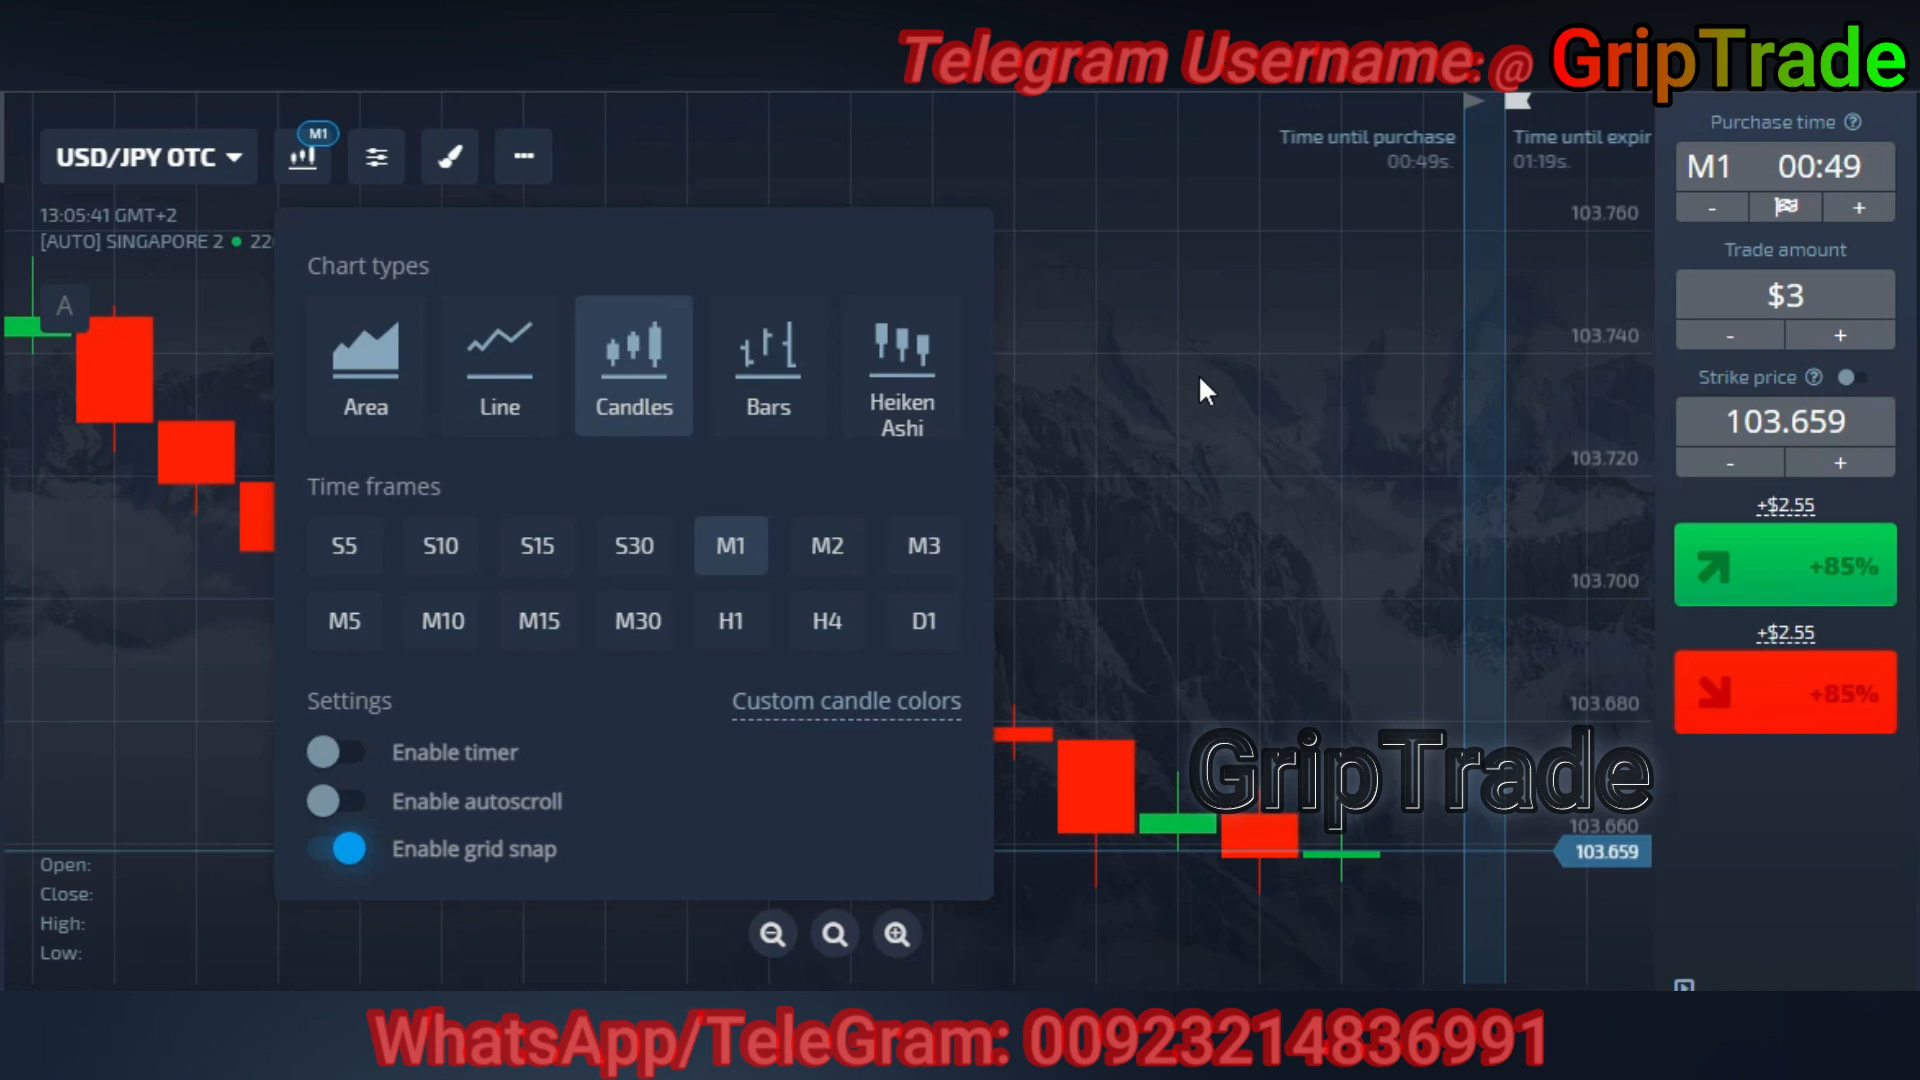 Telegram Username:@ GripTrade
USD/JPY OTC
M1
Time until purchase
00:49s.
Time until expir
01:19s.
13:05:41 GMT+2
[AUTO] SINGAPORE 2
A
Chart types
Area
Line
Candles
Bars
Heiken
Ashi
Time frames
S5 S10 S15 S30 M1 M2 M3
M5 M10 M15 M30 H1 H4 D1
Settings
Custom candle colors
Enable timer
Enable autoscroll
Enable grid snap
Open:
Close:
High:
Low:
103.760
103.740
103.720
103.700
103.680
103.660
103.659
GripTrade
Purchase time ?
M1 00:49
- +
Trade amount
$3
- +
Strike price ?
103.659
- +
+$2.55
+85%
+$2.55
+85%
WhatsApp/TeleGram: 00923214836991